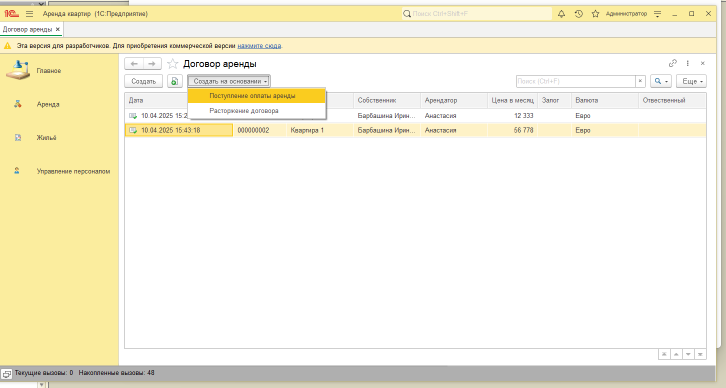 1С Аренда квартир (1С:Предприятие) Поиск Ctrl+Shift+F Администратор
Договор аренды ×
Эта версия для разработчиков. Для приобретения коммерческой версии нажмите сюда.
Главное
Аренда
Жильё
Управление персоналом
Договор аренды
Создать Создать на основании Поиск (Ctrl+F) × Еще
Поступление оплаты аренды
Расторжение договора
Дата Собственник Арендатор Цена в месяц Залог Валюта Ответственный
10.04.2025 15:2 Барбашина Ирин... Анастасия 12 333 Евро
10.04.2025 15:43:18 000000002 Квартира 1 Барбашина Ирин... Анастасия 56 778 Евро
Текущие вызовы: 0 Накопленные вызовы: 48